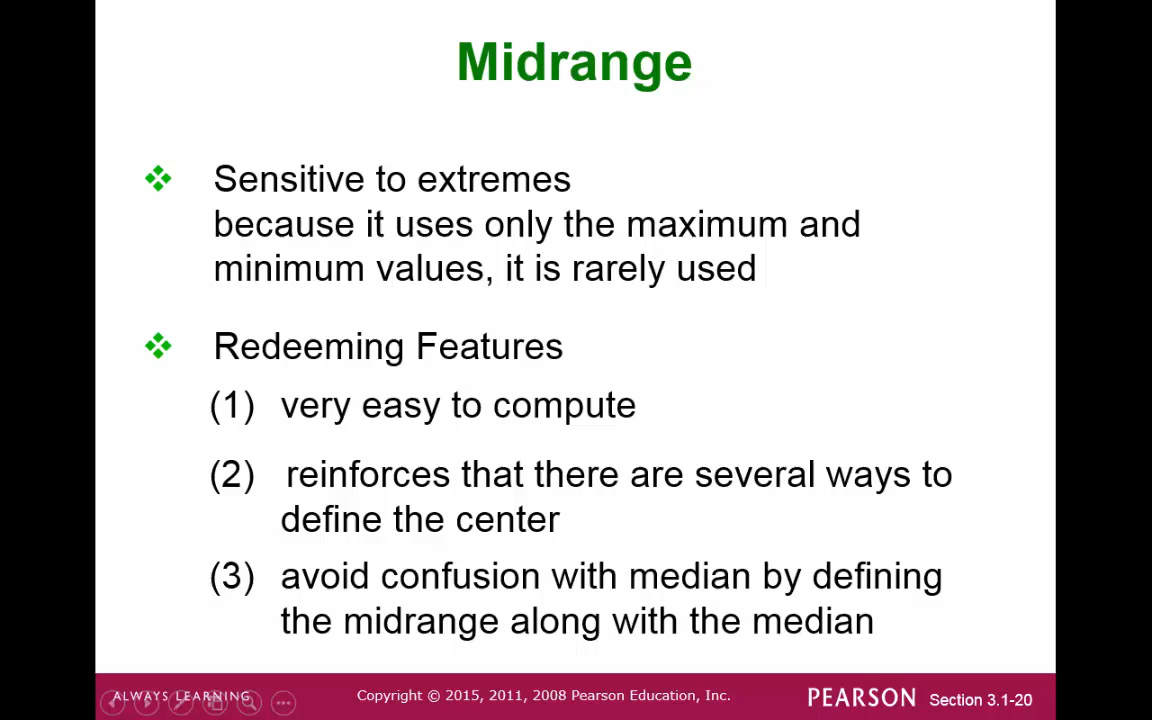 Midrange
Sensitive to extremes
because it uses only the maximum and
minimum values, it is rarely used
Redeeming Features
(1) very easy to compute
(2) reinforces that there are several ways to
define the center
(3) avoid confusion with median by defining
the midrange along with the median
ALWAYS LEARNING
Copyright © 2015, 2011, 2008 Pearson Education, Inc.
PEARSON
Section 3.1-20